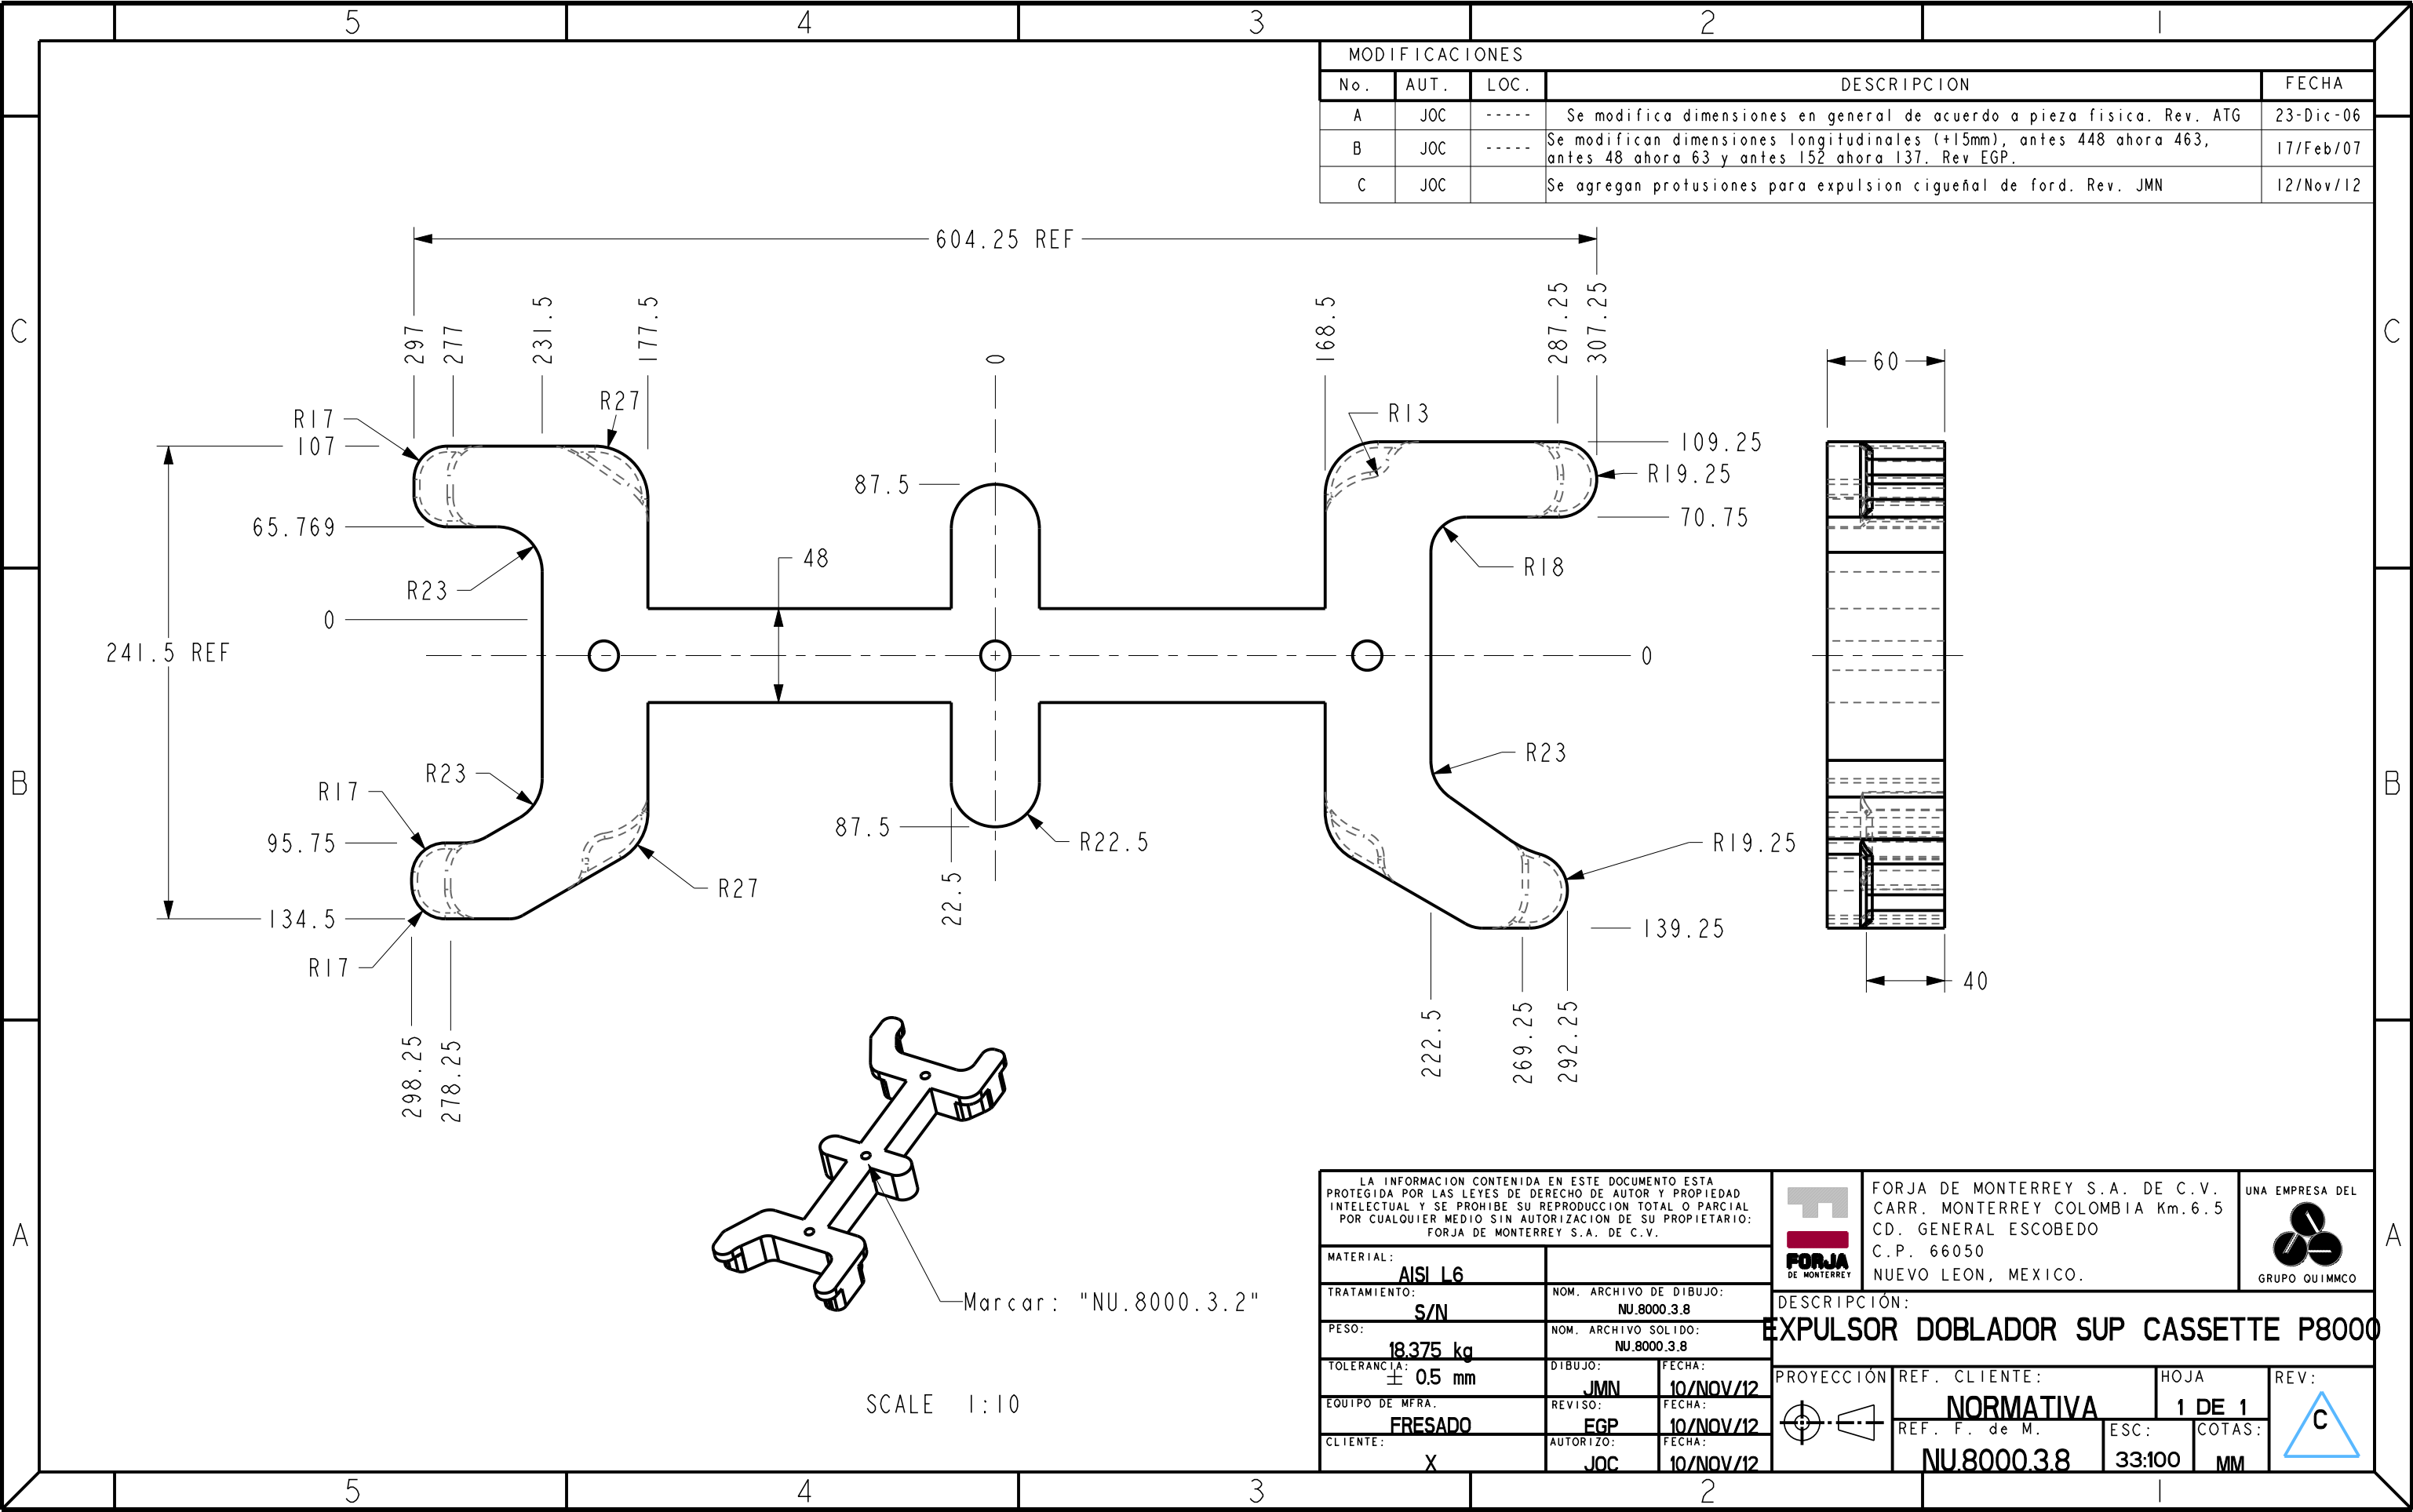 5 4 3 2 1
C
B
A
C
B
A
MODIFICACIONES
No. AUT. LOC. DESCRIPCION FECHA
A JOC ----- Se modifica dimensiones en general de acuerdo a pieza fisica. Rev. ATG 23-Dic-06
B JOC ----- Se modifican dimensiones longitudinales (+15mm), antes 448 ahora 463,
antes 48 ahora 63 y antes 152 ahora 137. Rev EGP. 17/Feb/07
C JOC Se agregan protusiones para expulsion cigueñal de ford. Rev. JMN 12/Nov/12
604.25 REF
297
277
231.5
177.5
0
168.5
287.25
307.25
60
R17
R27
R13
107
109.25
87.5
R19.25
65.769
70.75
48
R18
R23
0
241.5 REF
0
R23
R23
R17
95.75
87.5
R22.5
R19.25
22.5
R27
134.5
139.25
R17
40
298.25
278.25
222.5
269.25
292.25
Marcar: "NU.8000.3.2"
SCALE 1:10
LA INFORMACION CONTENIDA EN ESTE DOCUMENTO ESTA
PROTEGIDA POR LAS LEYES DE DERECHO DE AUTOR Y PROPIEDAD
INTELECTUAL Y SE PROHIBE SU REPRODUCCION TOTAL O PARCIAL
POR CUALQUIER MEDIO SIN AUTORIZACION DE SU PROPIETARIO:
FORJA DE MONTERREY S.A. DE C.V.
MATERIAL:
AISI L6
TRATAMIENTO:
S/N
PESO:
18.375 kg
TOLERANCIA:
± 0.5 mm
EQUIPO DE MFRA.
FRESADO
CLIENTE:
X
NOM. ARCHIVO DE DIBUJO:
NU.8000.3.8
NOM. ARCHIVO SOLIDO:
NU.8000.3.8
DIBUJO: FECHA:
JMN 10/NOV/12
REVISO: FECHA:
EGP 10/NOV/12
AUTORIZO: FECHA:
JOC 10/NOV/12
FORJA
DE MONTERREY
FORJA DE MONTERREY S.A. DE C.V.
CARR. MONTERREY COLOMBIA Km.6.5
CD. GENERAL ESCOBEDO
C.P. 66050
NUEVO LEON, MEXICO.
UNA EMPRESA DEL
GRUPO QUIMMCO
DESCRIPCIÓN:
EXPULSOR DOBLADOR SUP CASSETTE P8000
PROYECCIÓN
REF. CLIENTE:
NORMATIVA
HOJA
1 DE 1
REV:
C
REF. F. de M.
NU.8000.3.8
ESC:
33:100
COTAS:
MM
5 4 3 2 1